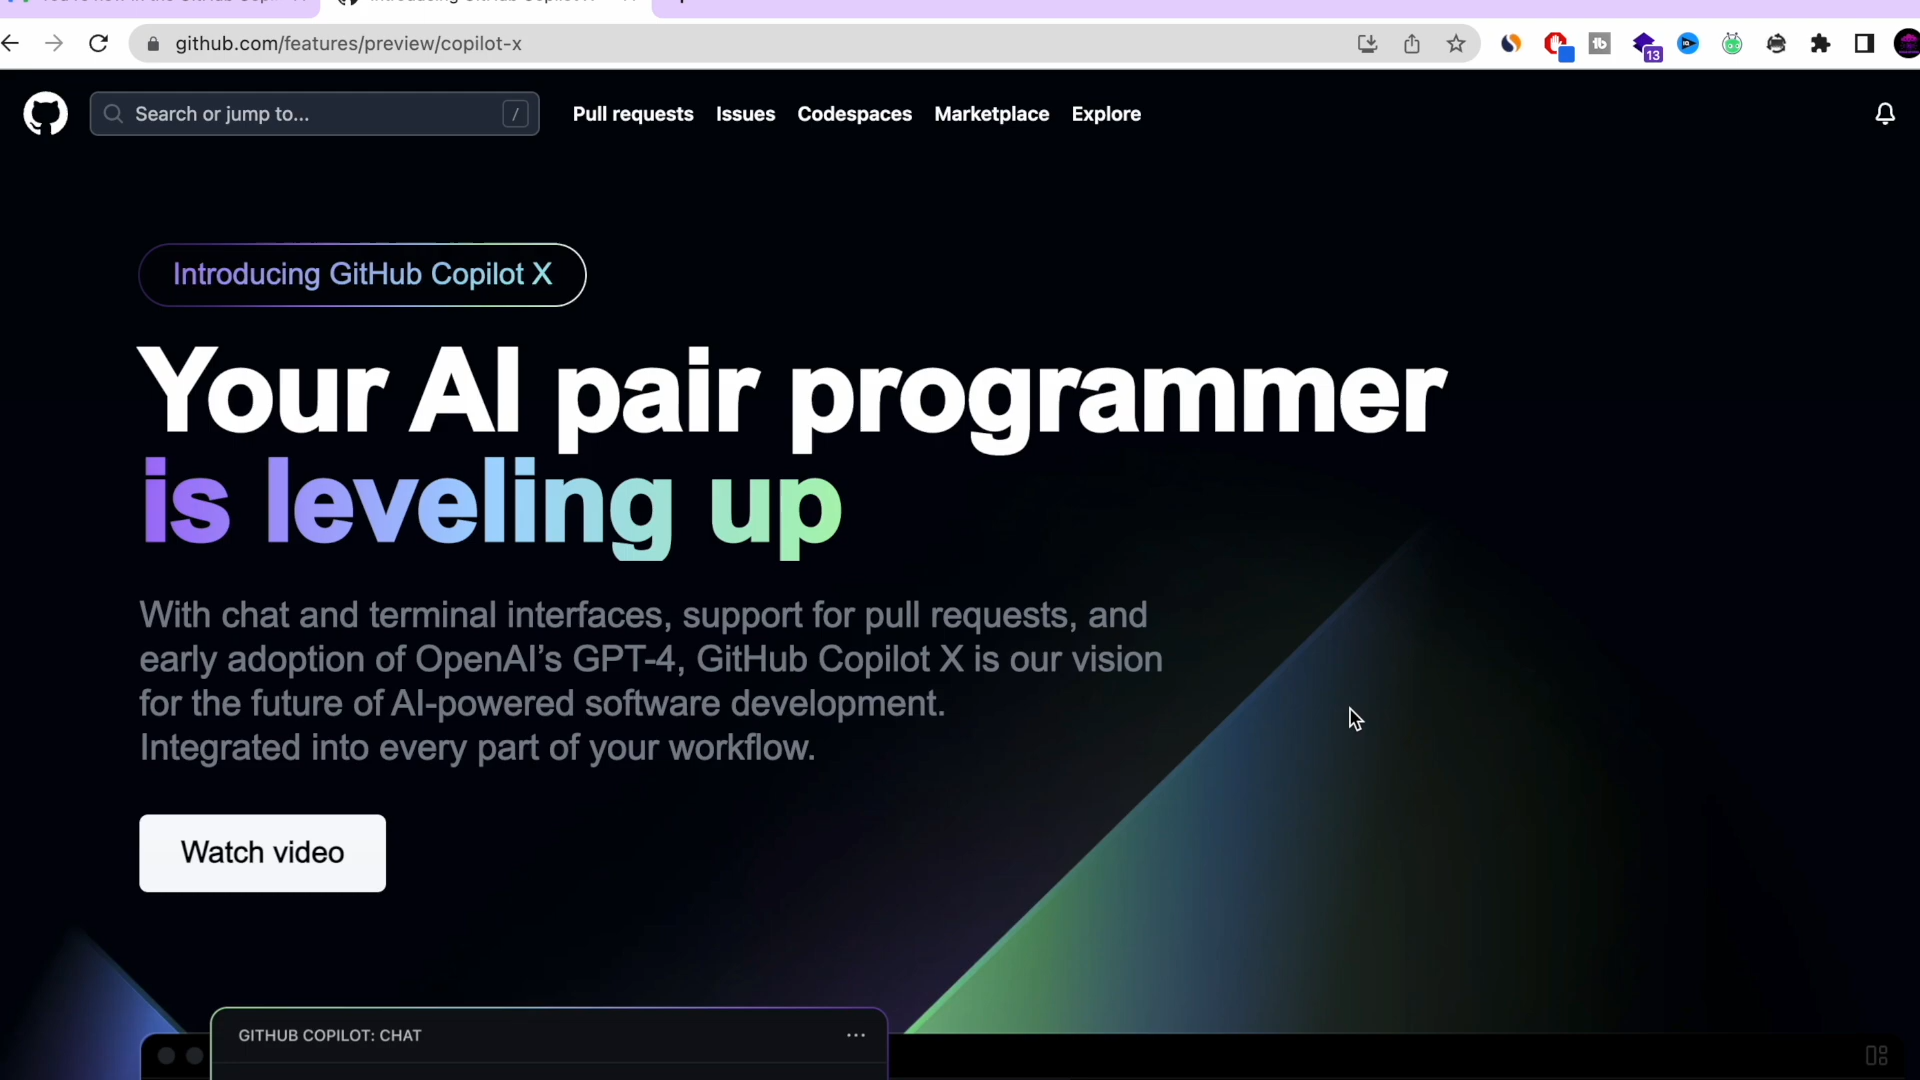 github.com/features/preview/copilot-x
13
Search or jump to...
/
Pull requests
Issues
Codespaces
Marketplace
Explore
Introducing GitHub Copilot X
Your AI pair programmer
is leveling up
With chat and terminal interfaces, support for pull requests, and
early adoption of OpenAI’s GPT-4, GitHub Copilot X is our vision
for the future of AI-powered software development.
Integrated into every part of your workflow.
Watch video
GITHUB COPILOT: CHAT